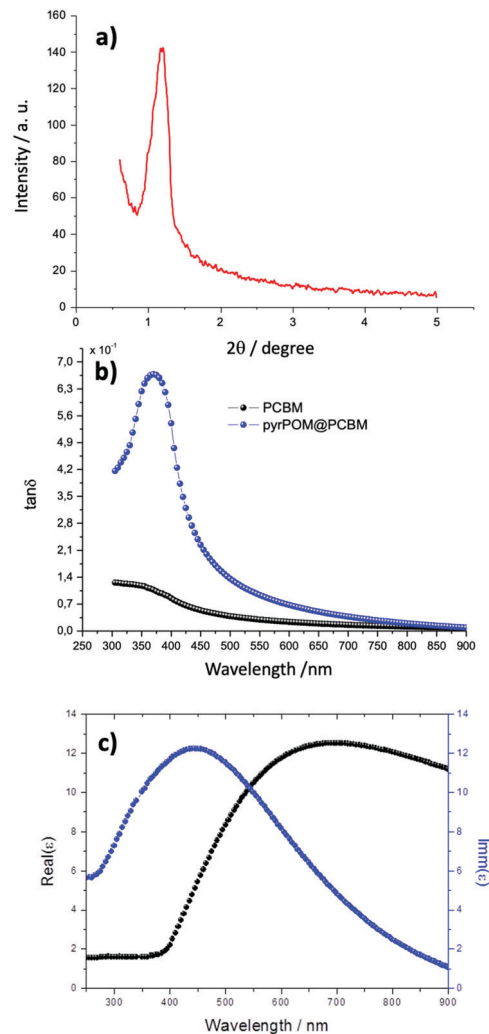 a)
160
140
120
100
80
60
40
20
0
Intensity / a. u.
0 1 2 3 4 5
2θ / degree
x 10⁻¹
b)
7,0
6,3
5,6
4,9
4,2
3,5
2,8
2,1
1,4
0,7
0,0
tanδ
PCBM
pyrPOM@PCBM
250 300 350 400 450 500 550 600 650 700 750 800 850 900
Wavelength /nm
c)
14
12
10
8
6
4
2
0
Real(ε)
14
12
10
8
6
4
2
0
Imm(ε)
300 400 500 600 700 800 900
Wavelength / nm